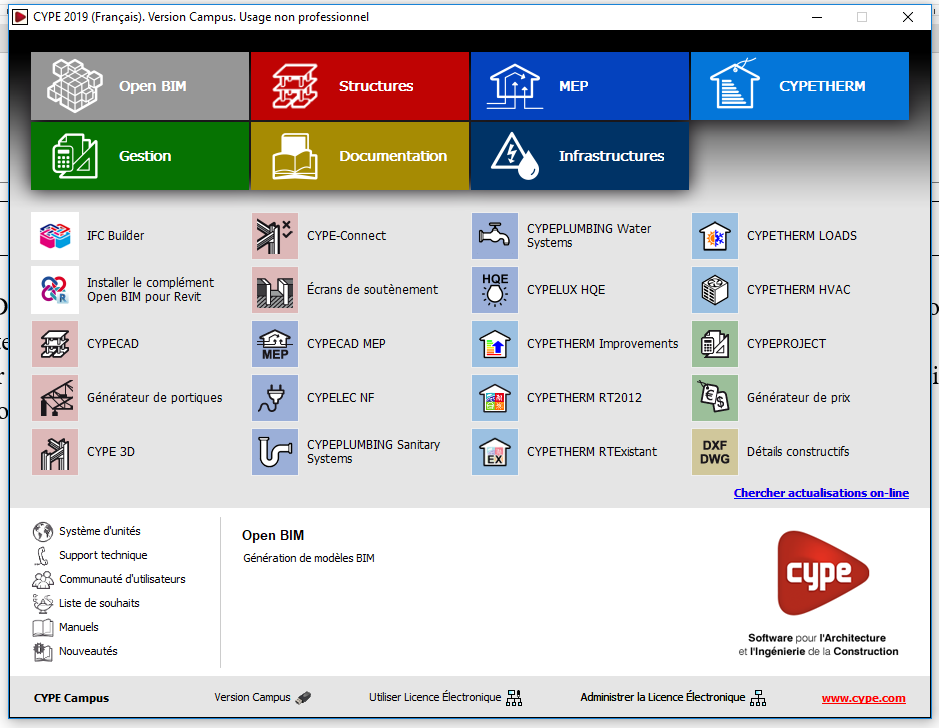 CYPE 2019 (Français). Version Campus. Usage non professionnel
Open BIM
Structures
MEP
CYPETHERM
Gestion
Documentation
Infrastructures
IFC Builder
CYPE-Connect
CYPEPLUMBING Water
Systems
CYPETHERM LOADS
Installer le complément
Open BIM pour Revit
R
Écrans de soutènement
HQE
CYPELUX HQE
CYPETHERM HVAC
CYPECAD
MEP
CYPECAD MEP
CYPETHERM Improvements
CYPEPROJECT
Générateur de portiques
CYPELEC NF
CYPETHERM RT2012
€ $
Générateur de prix
CYPE 3D
CYPEPLUMBING Sanitary
Systems
EX
CYPETHERM RTExistant
DXF
DWG
Détails constructifs
Chercher actualisations on-line
Système d'unités
Support technique
Communauté d'utilisateurs
Liste de souhaits
Manuels
Nouveautés
Open BIM
Génération de modèles BIM
cype
Software pour l'Architecture
et l'Ingénierie de la Construction
CYPE Campus
Version Campus
Utiliser Licence Électronique
Administrer la Licence Électronique
www.cype.com